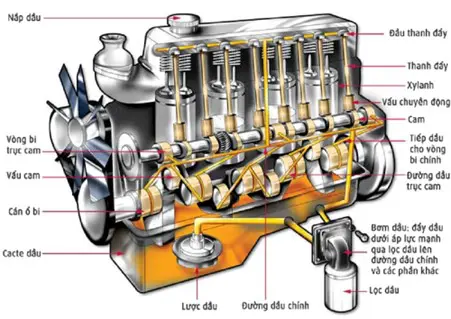 Nắp dầu
Đầu thanh đẩy
Thanh đẩy
Xylanh
Vấu chuyên động
Cam
Vòng bi
trục cam
Tiếp dầu
cho vòng
bi chính
Vấu cam
Đường dầu
trục cam
Cán ổ bi
Bơm dầu: đẩy dầu
dưới áp lực mạnh
qua lọc dầu lên
đường dầu chính
và các phần khác
Cacte dầu
Lược dầu
Đường dầu chính
Lọc dầu